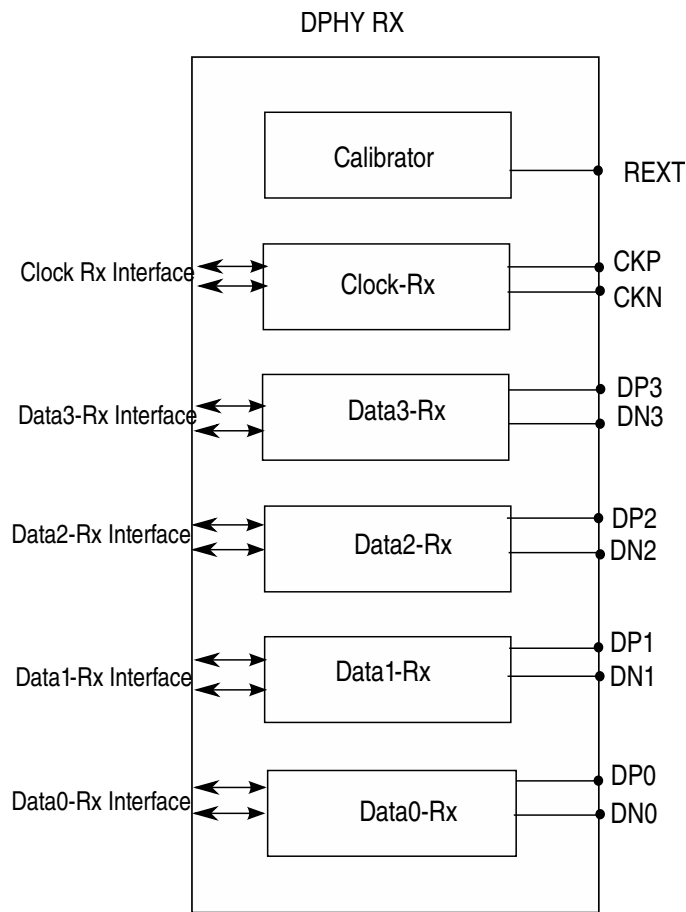 DPHY RX
Calibrator
REXT
Clock Rx Interface
Clock-Rx
CKP
CKN
Data3-Rx Interface
Data3-Rx
DP3
DN3
Data2-Rx Interface
Data2-Rx
DP2
DN2
Data1-Rx Interface
Data1-Rx
DP1
DN1
Data0-Rx Interface
Data0-Rx
DP0
DN0